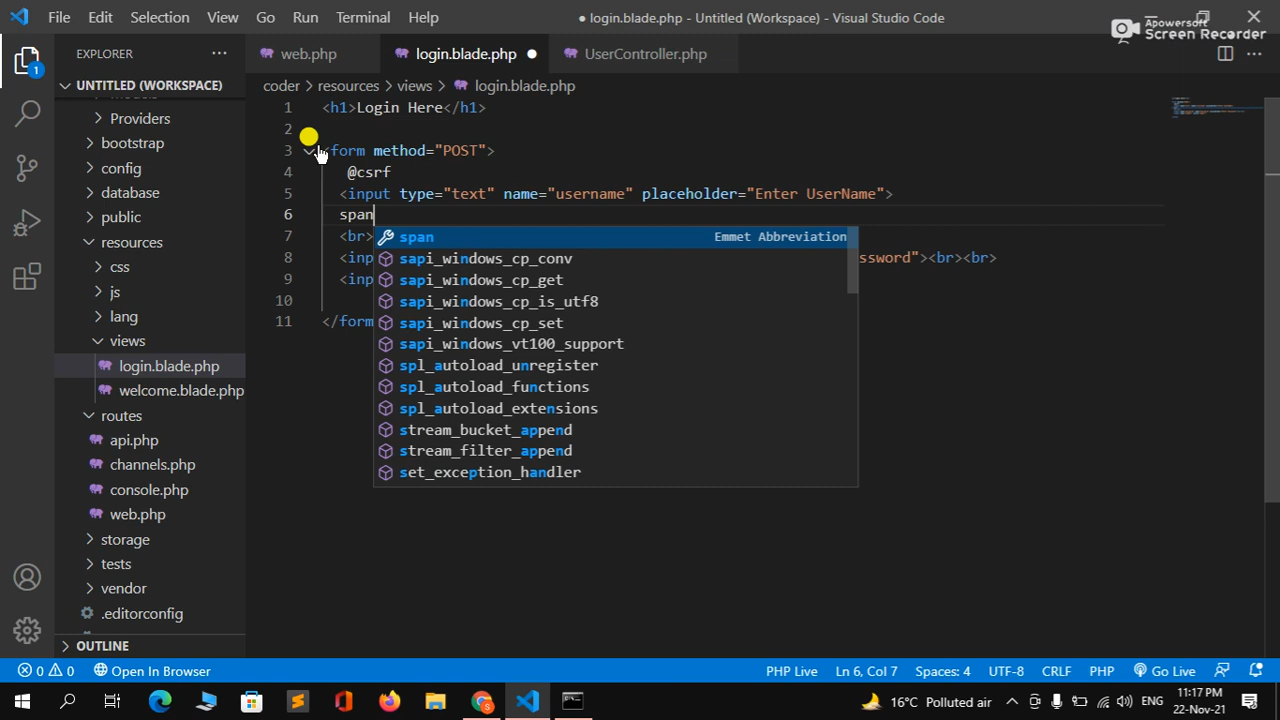 File Edit Selection View Go Run Terminal Help
● login.blade.php - Untitled (Workspace) - Visual Studio Code
Apowersoft
Screen Recorder
EXPLORER ···
web.php
login.blade.php
UserController.php
1
UNTITLED (WORKSPACE)
coder > resources > views > login.blade.php
Providers
bootstrap
config
database
public
resources
css
js
lang
views
login.blade.php
welcome.blade.php
routes
api.php
channels.php
console.php
web.php
storage
tests
vendor
.editorconfig
OUTLINE
1 <h1>Login Here</h1>
2
3 <form method="POST">
4 @csrf
5 <input type="text" name="username" placeholder="Enter UserName">
6 span
7 <br>
8 <inp ssword"><br><br>
9 <inp
10
11 </form
span Emmet Abbreviation
sapi_windows_cp_conv
sapi_windows_cp_get
sapi_windows_cp_is_utf8
sapi_windows_cp_set
sapi_windows_vt100_support
spl_autoload_unregister
spl_autoload_functions
spl_autoload_extensions
stream_bucket_append
stream_filter_append
set_exception_handler
0 0 Open In Browser PHP Live Ln 6, Col 7 Spaces: 4 UTF-8 CRLF PHP Go Live
16°C Polluted air ENG 11:17 PM
22-Nov-21